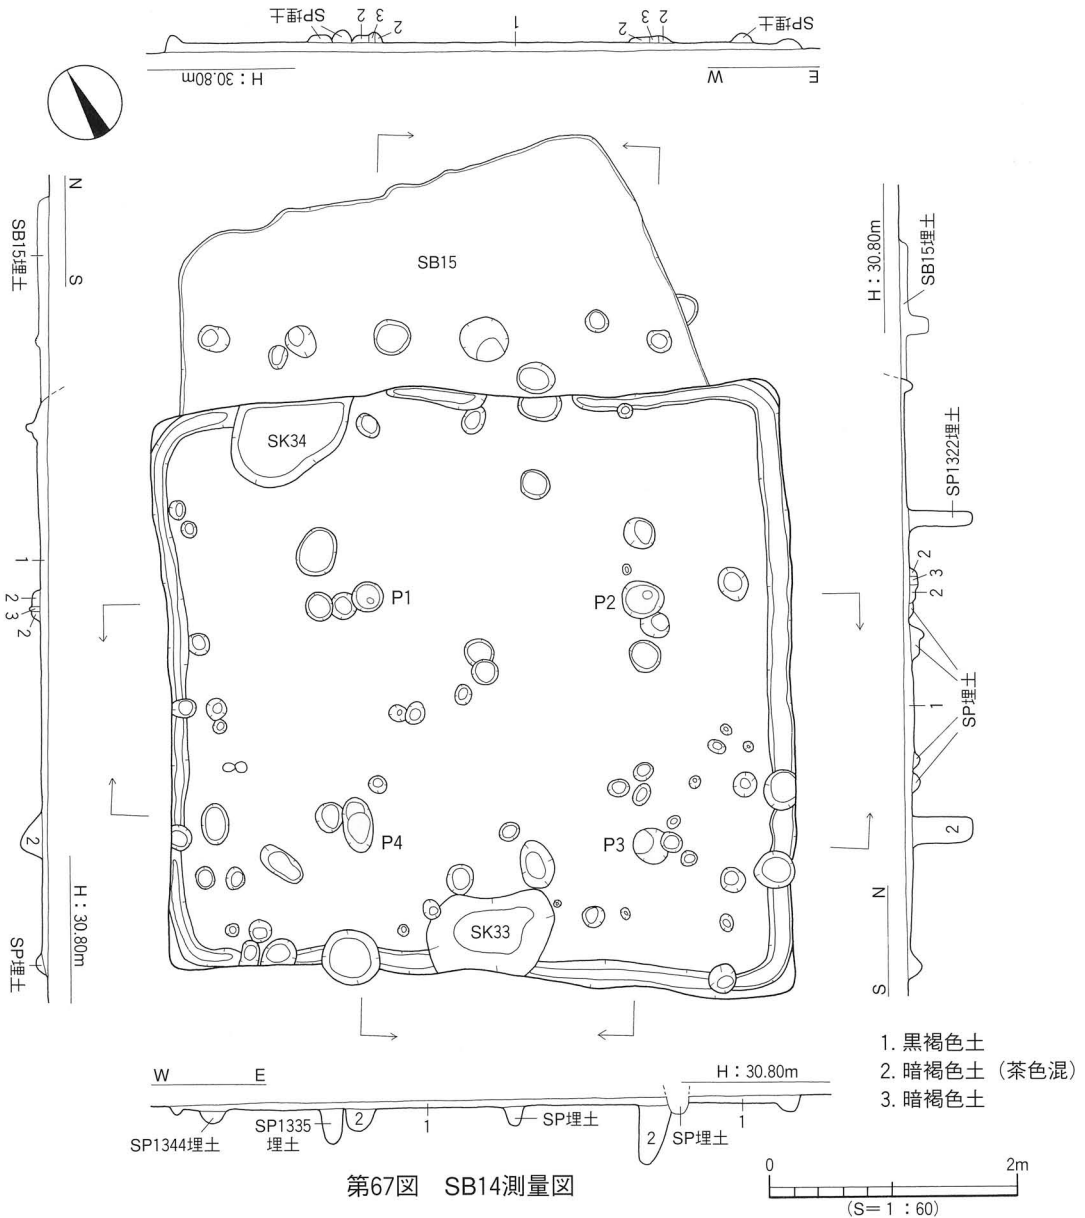 SP埋土
2
3
2
1
2
3
2
SP埋土
H：30.80m
W
E
N
S
SB15埋土
1
2
3
2
2
H：30.80m
SP埋土
SB15
SK34
P1
P2
P4
P3
SK33
H：30.80m
SB15埋土
SP1322埋土
2
3
2
SP埋土
1
2
N
S
W
E
H：30.80m
SP1344埋土
SP1335
埋土
2
1
SP埋土
2
SP埋土
1
1. 黒褐色土
2. 暗褐色土（茶色混）
3. 暗褐色土
第67図　SB14測量図
0
2m
（S＝1：60）